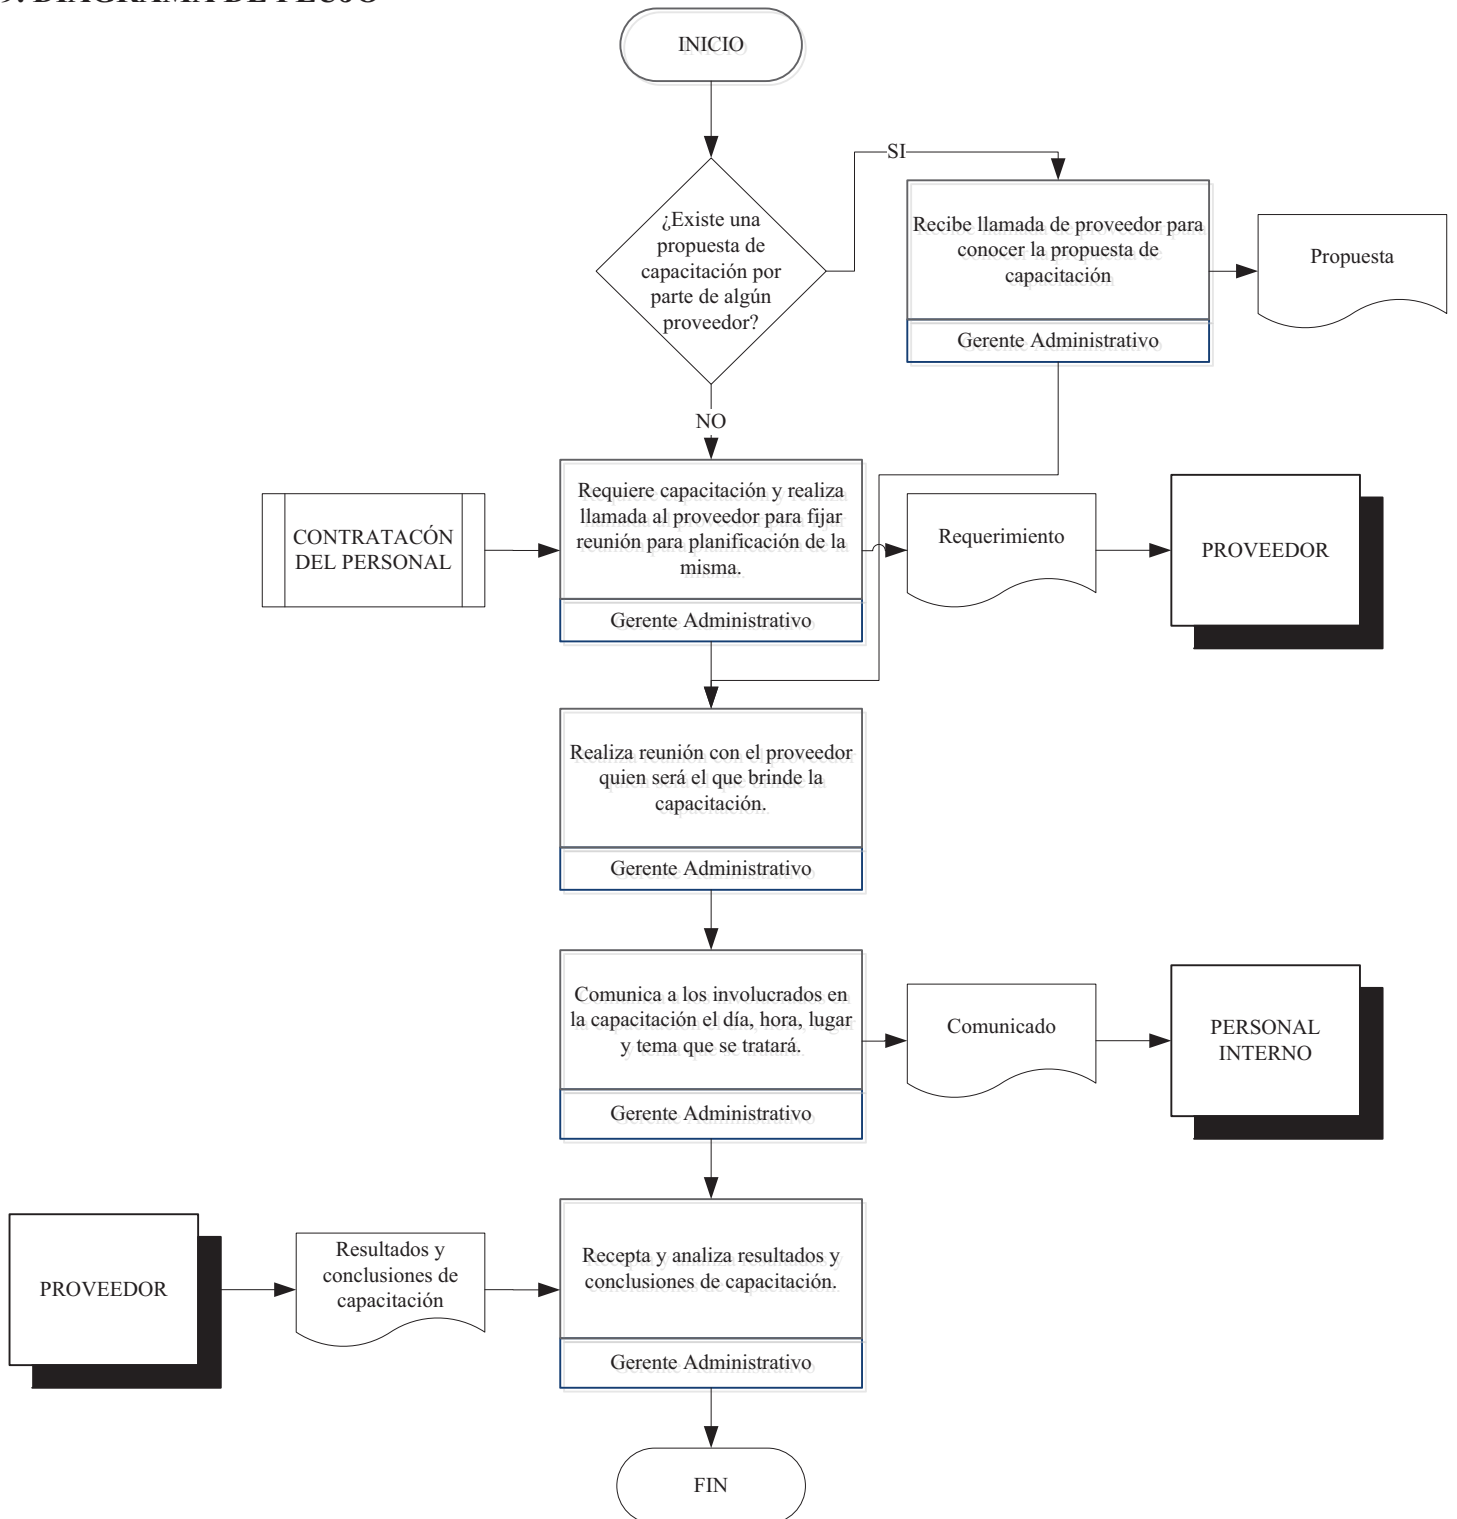 9. DIAGRAMA DE FLUJO
INICIO
¿Existe una
propuesta de
capacitación por
parte de algún
proveedor?
SI
Recibe llamada de proveedor para
conocer la propuesta de
capacitación
Gerente Administrativo
Propuesta
NO
CONTRATACÓN
DEL PERSONAL
Requiere capacitación y realiza
llamada al proveedor para fijar
reunión para planificación de la
misma.
Gerente Administrativo
Requerimiento
PROVEEDOR
Realiza reunión con el proveedor
quien será el que brinde la
capacitación.
Gerente Administrativo
Comunica a los involucrados en
la capacitación el día, hora, lugar
y tema que se tratará.
Gerente Administrativo
Comunicado
PERSONAL
INTERNO
PROVEEDOR
Resultados y
conclusiones de
capacitación
Recepta y analiza resultados y
conclusiones de capacitación.
Gerente Administrativo
FIN